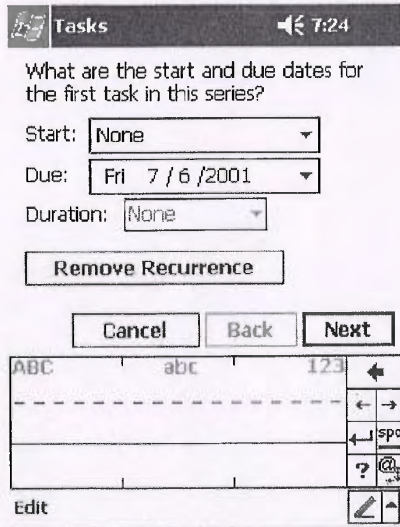 Tasks 7:24
What are the start and due dates for
the first task in this series?
Start: None
Due: Fri 7 / 6 /2001
Duration: None
Remove Recurrence
Cancel Back Next
ABC abc 123
spc
? @
Edit